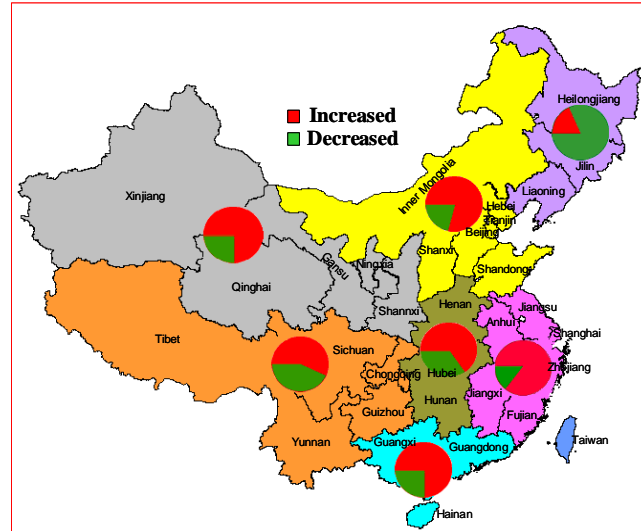 Increased
Decreased
Heilongjiang
Jilin
Liaoning
Inner Mongolia
Hebei
Tianjin
Beijing
Xinjiang
Shanxi
Shandong
Gansu
Ningxia
Qinghai
Henan
Jiangsu
Shannxi
Anhui
Shanghai
Tibet
Sichuan
Zhejiang
Chongqing
Hubei
Jiangxi
Hunan
Guizhou
Fujian
Yunnan
Guangxi
Guangdong
Taiwan
Hainan